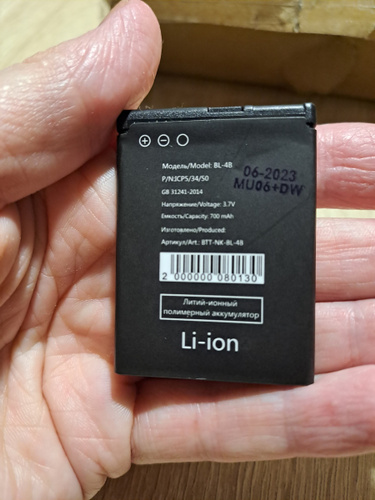 Модель/Model: BL-4B
P/N:ICP5/34/50
GB 31241-2014
Напряжение/Voltage: 3.7V
Емкость/Capacity: 700 mAh
Изготовлено/Produced:
06-2023
MU06+DW
Артикул/Art.: BTT-NK-BL-4B
2 000000 080130
Литий-ионный
полимерный аккумулятор
Li-ion